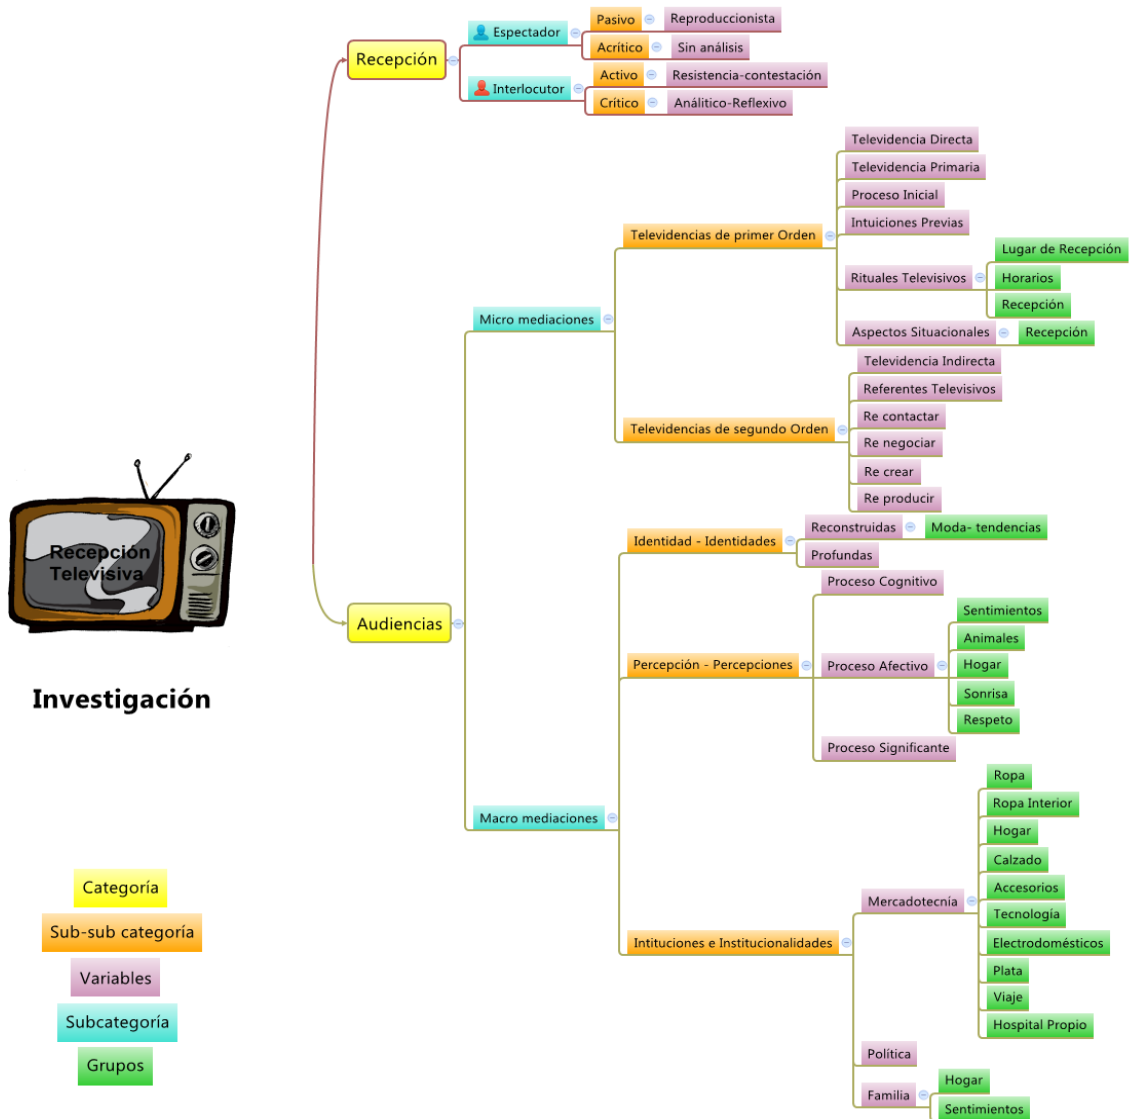 Recepción
Televisiva
Investigación
Recepción
Espectador
Pasivo
Reproduccionista
Acrítico
Sin análisis
Interlocutor
Activo
Resistencia-contestación
Crítico
Análitico-Reflexivo
Audiencias
Micro mediaciones
Televidencias de primer Orden
Televidencia Directa
Televidencia Primaria
Proceso Inicial
Intuiciones Previas
Rituales Televisivos
Lugar de Recepción
Horarios
Recepción
Aspectos Situacionales
Recepción
Televidencias de segundo Orden
Televidencia Indirecta
Referentes Televisivos
Re contactar
Re negociar
Re crear
Re producir
Macro mediaciones
Identidad - Identidades
Reconstruidas
Moda- tendencias
Profundas
Percepción - Percepciones
Proceso Cognitivo
Proceso Afectivo
Sentimientos
Animales
Hogar
Sonrisa
Respeto
Proceso Significante
Intituciones e Institucionalidades
Mercadotecnía
Ropa
Ropa Interior
Hogar
Calzado
Accesorios
Tecnología
Electrodomésticos
Plata
Viaje
Hospital Propio
Política
Familia
Hogar
Sentimientos
Categoría
Sub-sub categoría
Variables
Subcategoría
Grupos